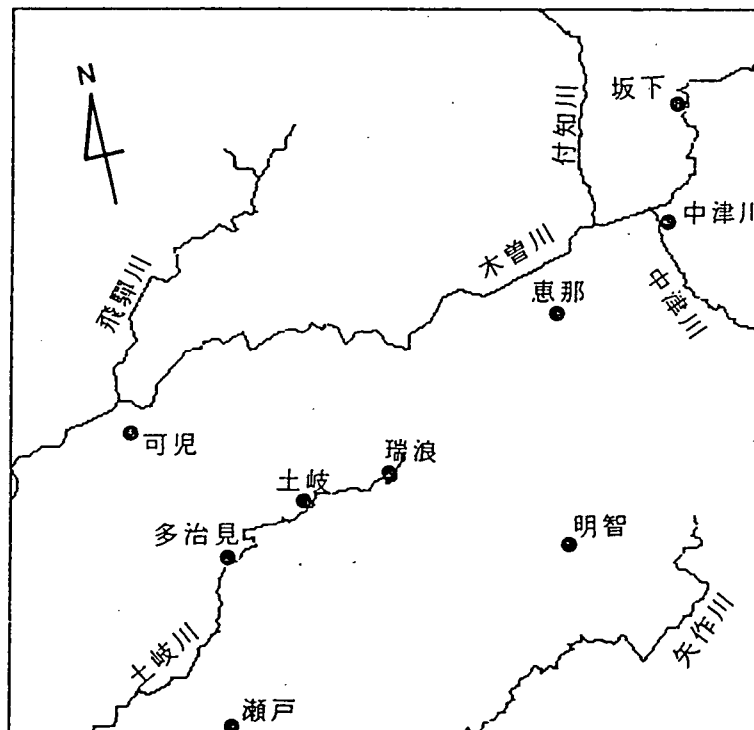 N
坂下
付知川
中津川
木曽川
恵那
中津川
飛騨川
可児
瑞浪
土岐
多治見
明智
土岐川
矢作川
瀬戸